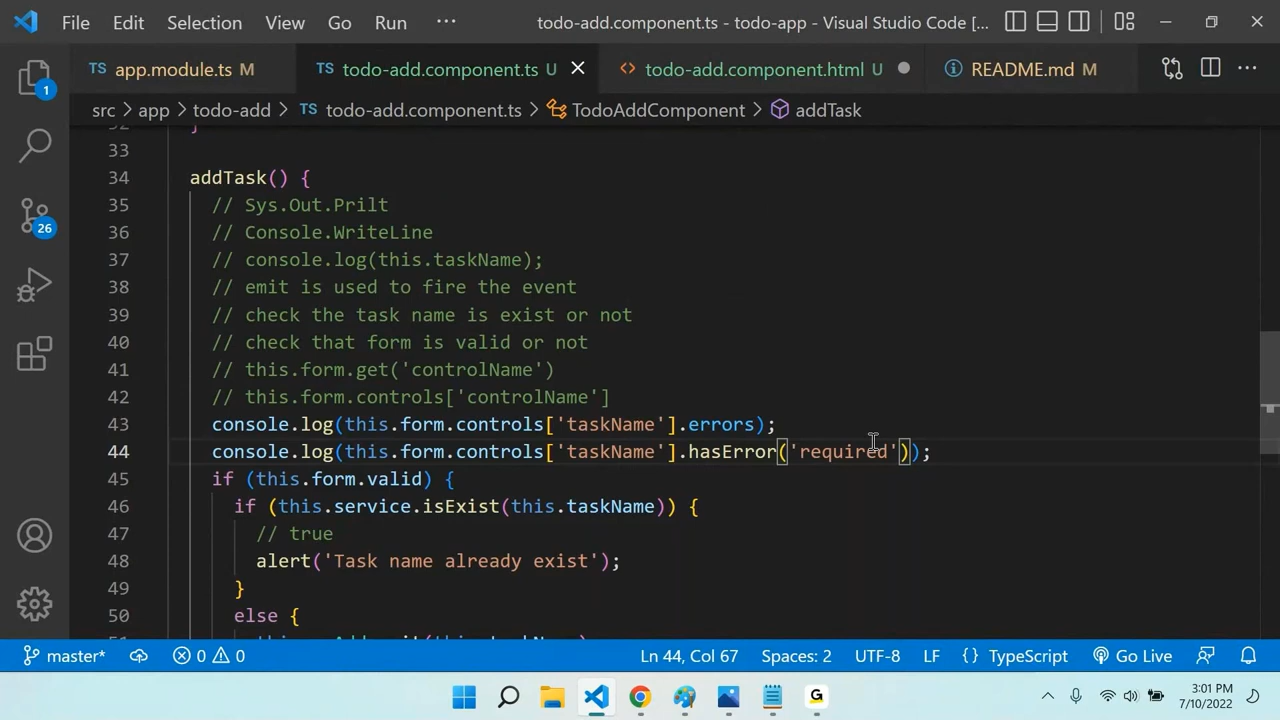 File Edit Selection View Go Run ··· todo-add.component.ts - todo-app - Visual Studio Code [...
TS app.module.ts M TS todo-add.component.ts U <> todo-add.component.html U README.md M ···
src > app > todo-add > TS todo-add.component.ts > TodoAddComponent > addTask
1
26
33
34 addTask() {
35 // Sys.Out.Prilt
36 // Console.WriteLine
37 // console.log(this.taskName);
38 // emit is used to fire the event
39 // check the task name is exist or not
40 // check that form is valid or not
41 // this.form.get('controlName')
42 // this.form.controls['controlName']
43 console.log(this.form.controls['taskName'].errors);
44 console.log(this.form.controls['taskName'].hasError('required'));
45 if (this.form.valid) {
46 if (this.service.isExist(this.taskName)) {
47 // true
48 alert('Task name already exist');
49 }
50 else {
master* 0 0 Ln 44, Col 67 Spaces: 2 UTF-8 LF {} TypeScript Go Live
G
3:01 PM
7/10/2022